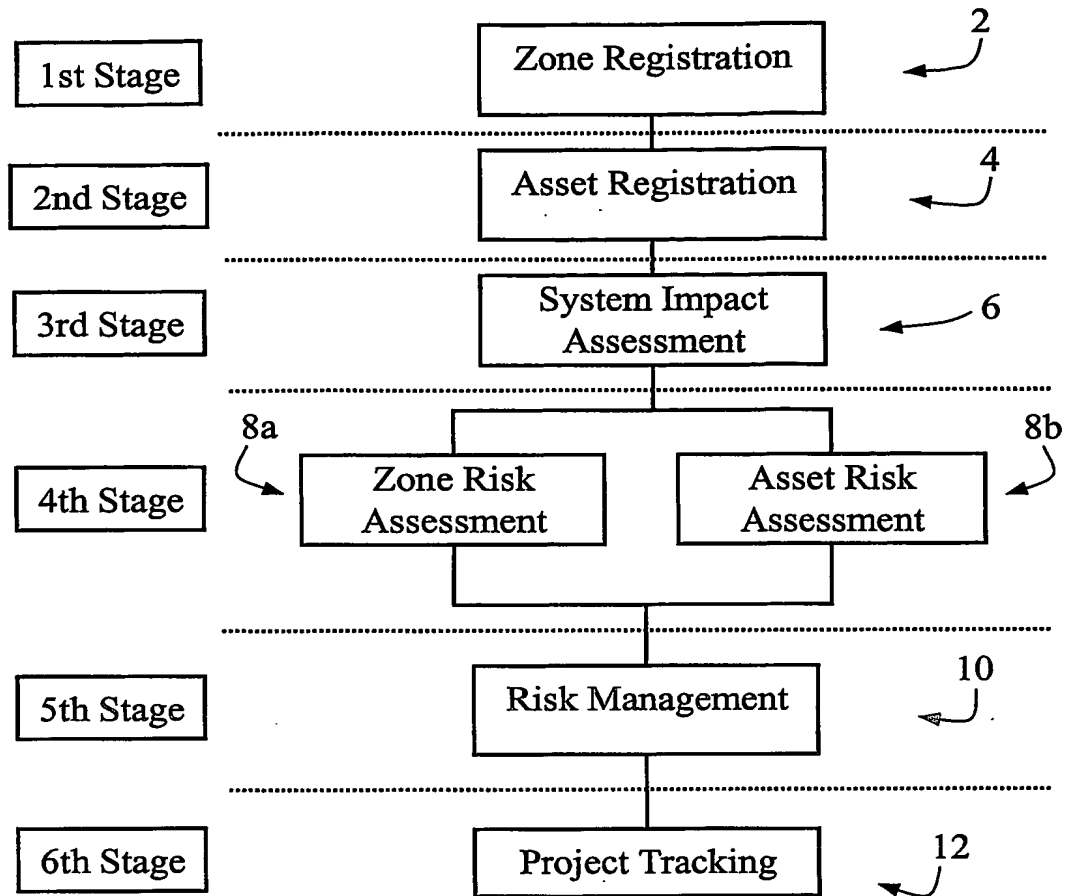 1st Stage
Zone Registration
2
2nd Stage
Asset Registration
4
3rd Stage
System Impact
Assessment
6
4th Stage
8a
Zone Risk
Assessment
Asset Risk
Assessment
8b
5th Stage
Risk Management
10
6th Stage
Project Tracking
12